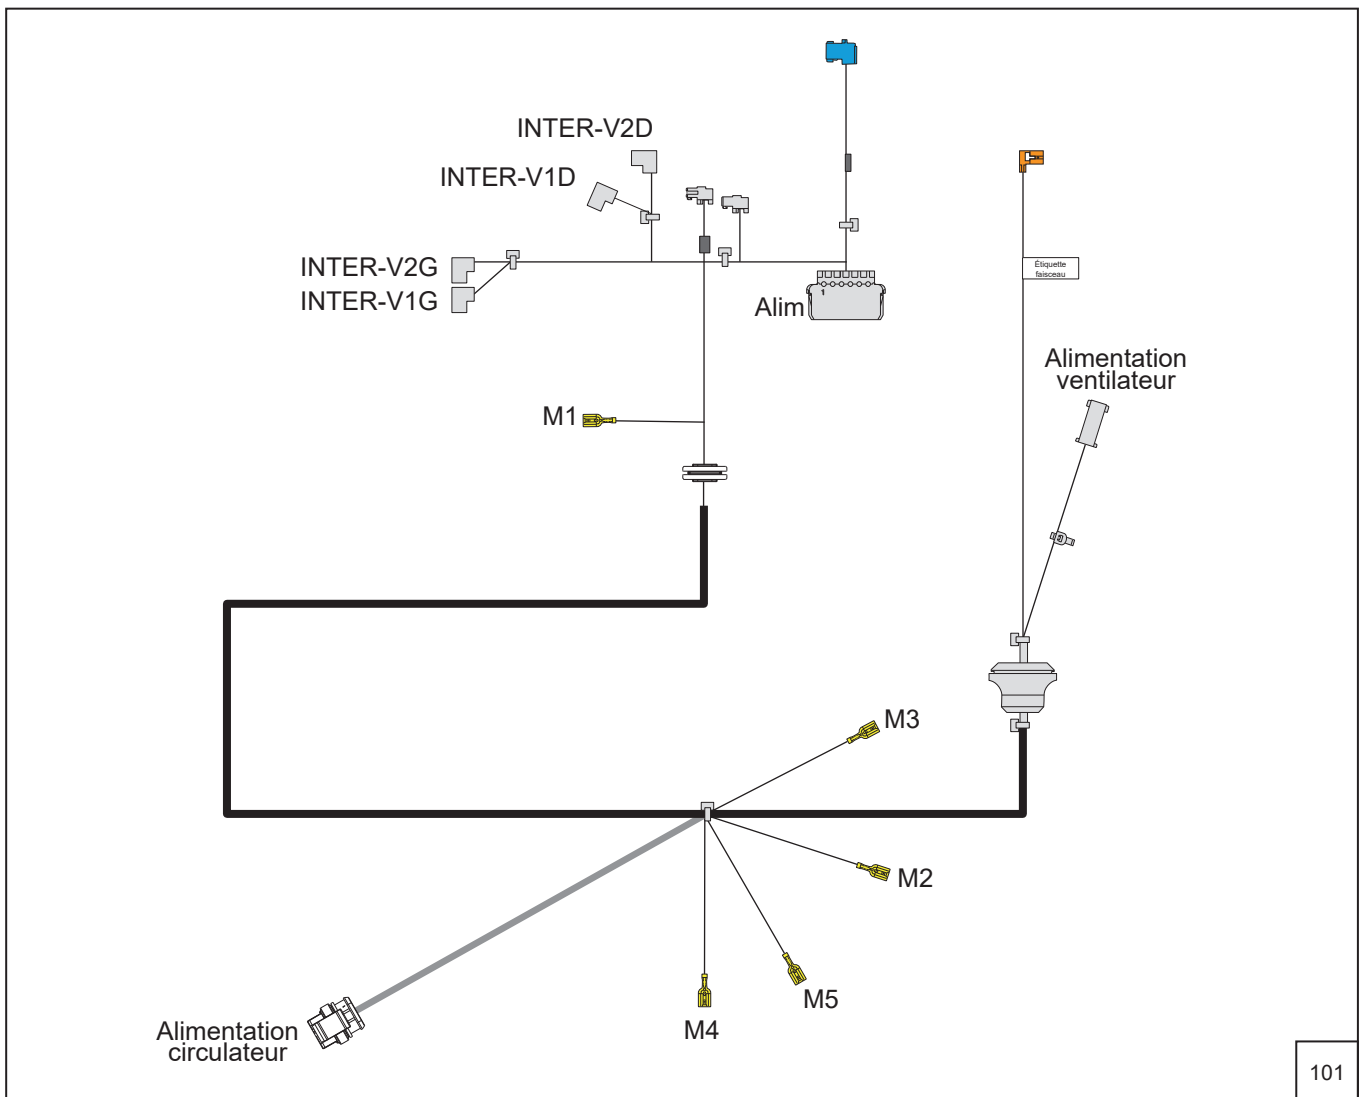 INTER-V2D
INTER-V1D
INTER-V2G
INTER-V1G
Étiquette
faisceau
1
Alim
Alimentation
ventilateur
M1
M3
M2
M5
M4
Alimentation
circulateur
101